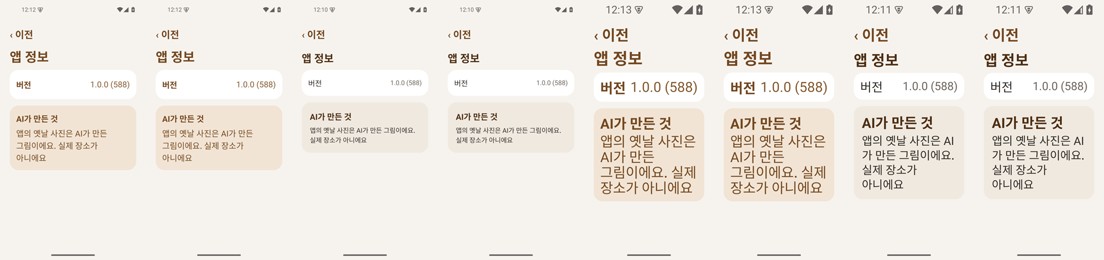 12:12
‹ 이전
앱 정보
버전 1.0.0 (588)
AI가 만든 것
앱의 옛날 사진은 AI가 만든
그림이에요. 실제 장소가
아니에요
12:12
‹ 이전
앱 정보
버전 1.0.0 (588)
AI가 만든 것
앱의 옛날 사진은 AI가 만든
그림이에요. 실제 장소가
아니에요
12:10
‹ 이전
앱 정보
버전 1.0.0 (588)
AI가 만든 것
앱의 옛날 사진은 AI가 만든 그림이에요.
실제 장소가 아니에요
12:10
‹ 이전
앱 정보
버전 1.0.0 (588)
AI가 만든 것
앱의 옛날 사진은 AI가 만든 그림이에요.
실제 장소가 아니에요
12:13
‹ 이전
앱 정보
버전 1.0.0 (588)
AI가 만든 것
앱의 옛날 사진은
AI가 만든
그림이에요. 실제
장소가 아니에요
12:13
‹ 이전
앱 정보
버전 1.0.0 (588)
AI가 만든 것
앱의 옛날 사진은
AI가 만든
그림이에요. 실제
장소가 아니에요
12:11
‹ 이전
앱 정보
버전 1.0.0 (588)
AI가 만든 것
앱의 옛날 사진은 AI
가 만든 그림이에요.
실제 장소가
아니에요
12:11
‹ 이전
앱 정보
버전 1.0.0 (588)
AI가 만든 것
앱의 옛날 사진은 AI
가 만든 그림이에요.
실제 장소가
아니에요